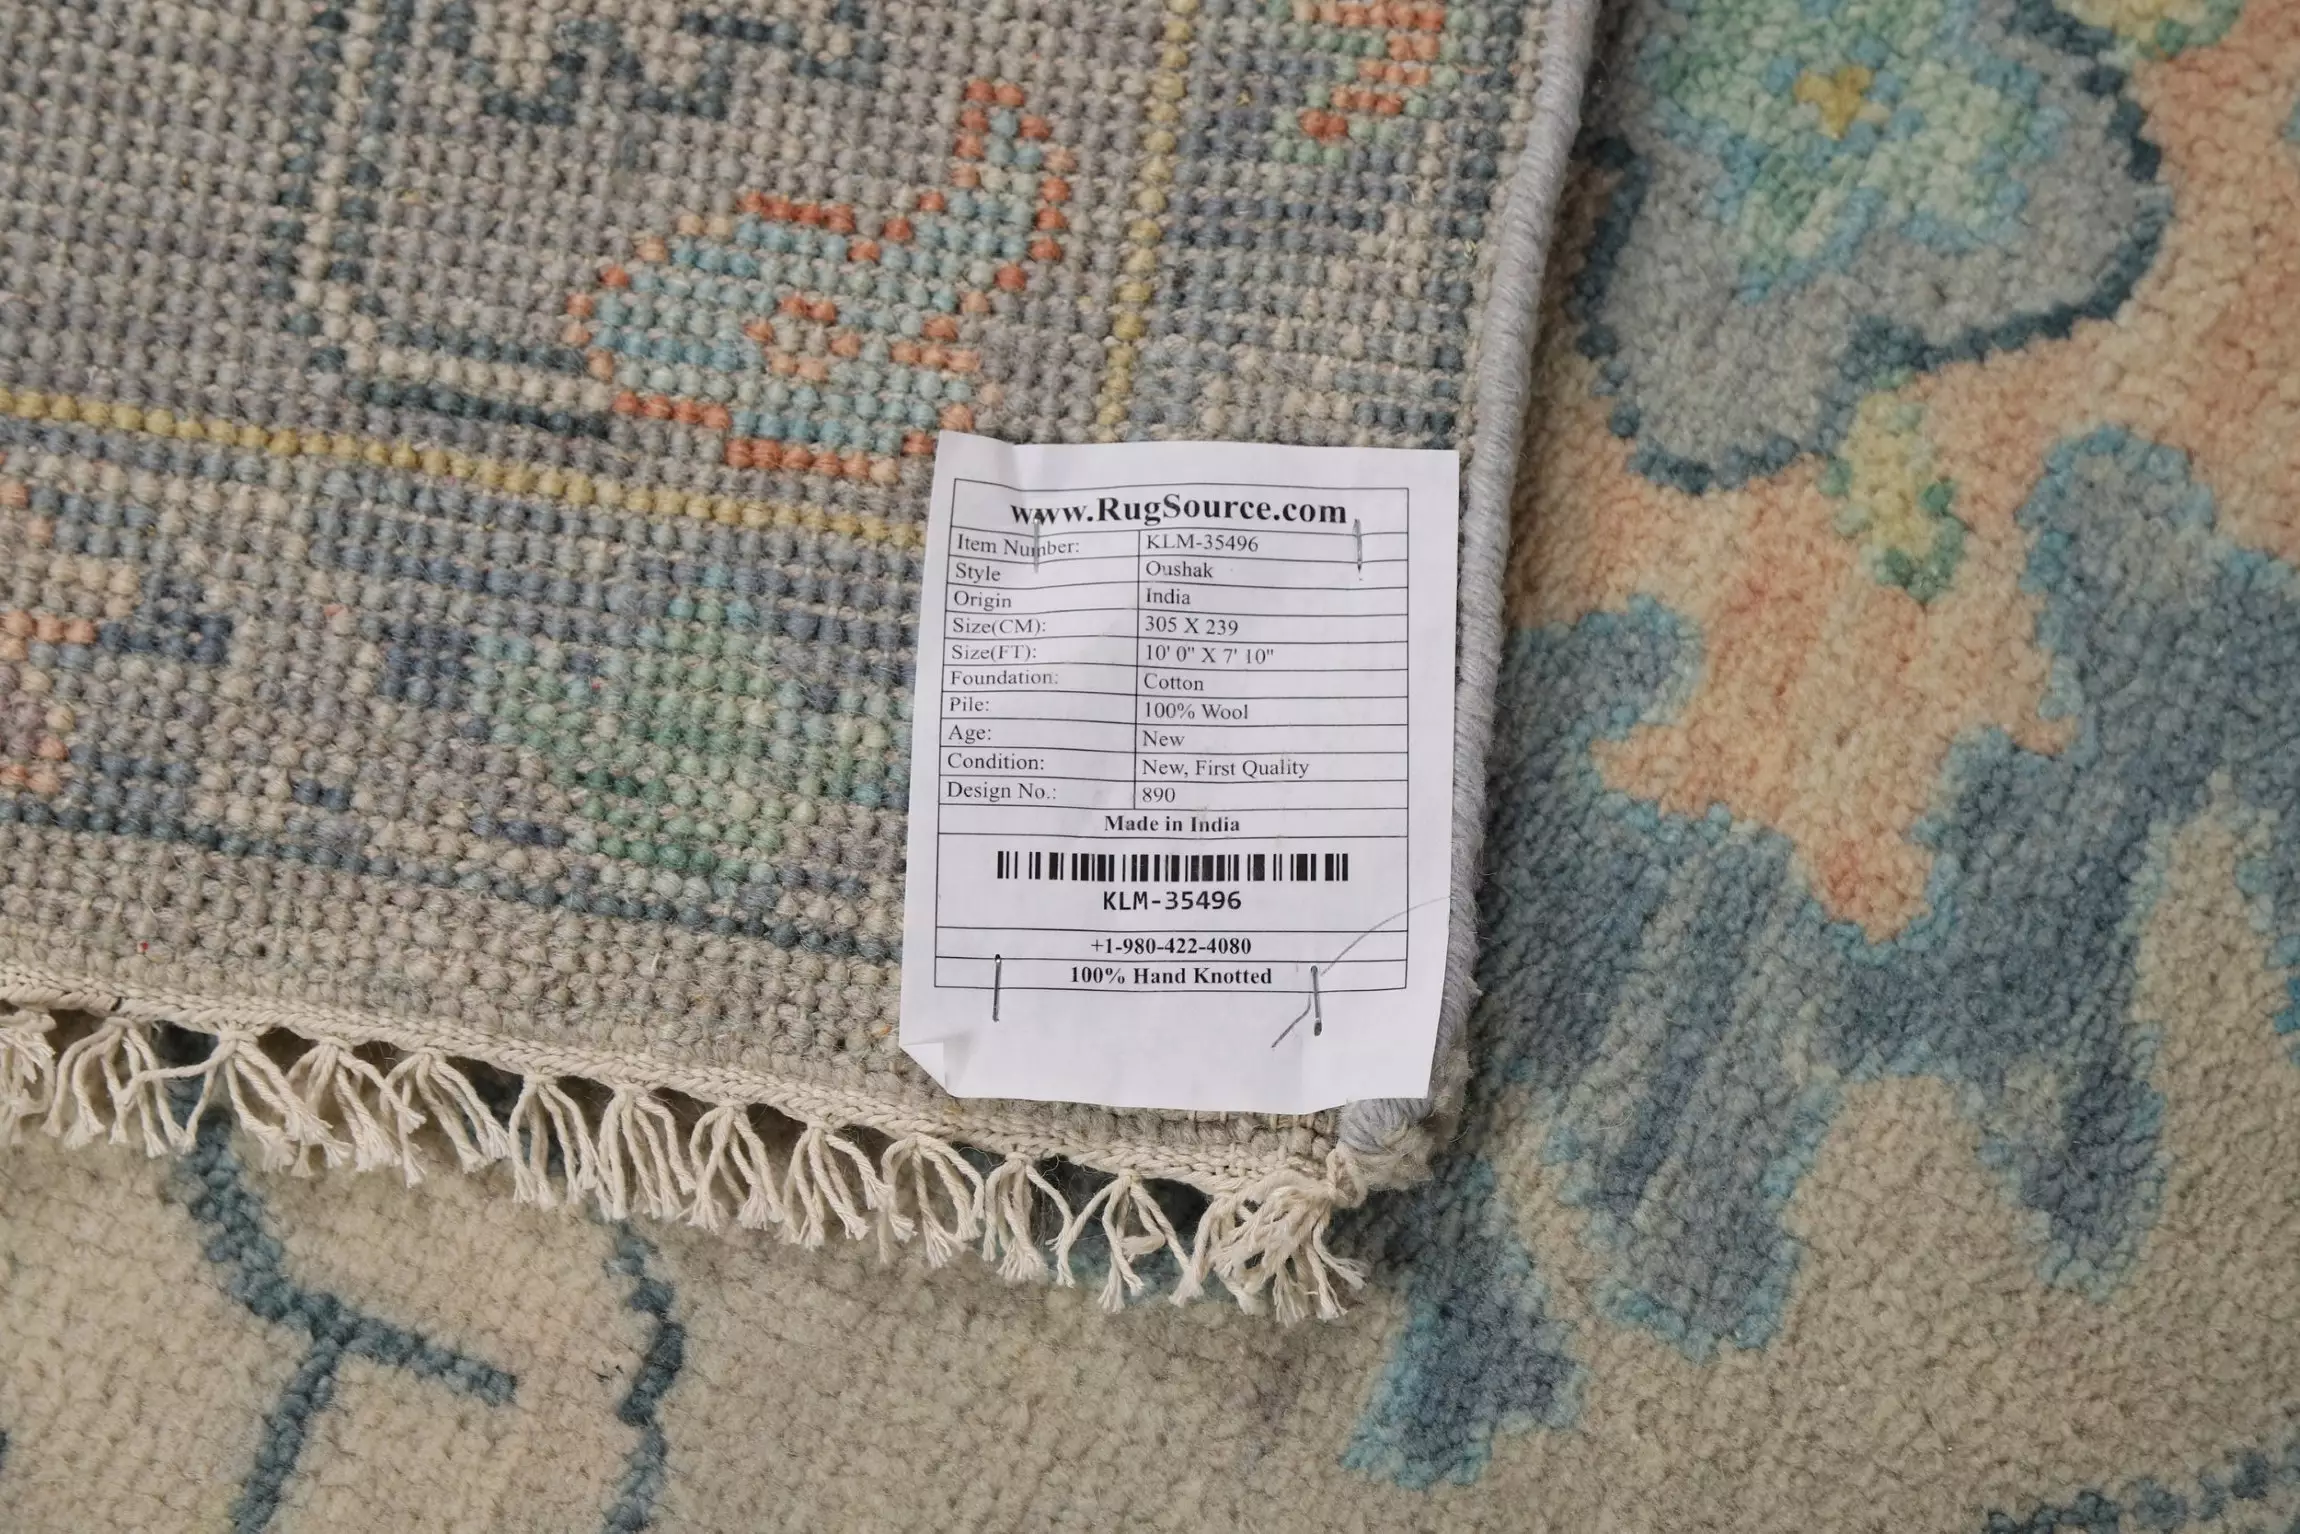 www.RugSource.com
Item Number: KLM-35496
Style Oushak
Origin India
Size(CM): 305 X 239
Size(FT): 10' 0" X 7' 10"
Foundation: Cotton
Pile: 100% Wool
Age: New
Condition: New, First Quality
Design No.: 890
Made in India
KLM-35496
+1-980-422-4080
100% Hand Knotted